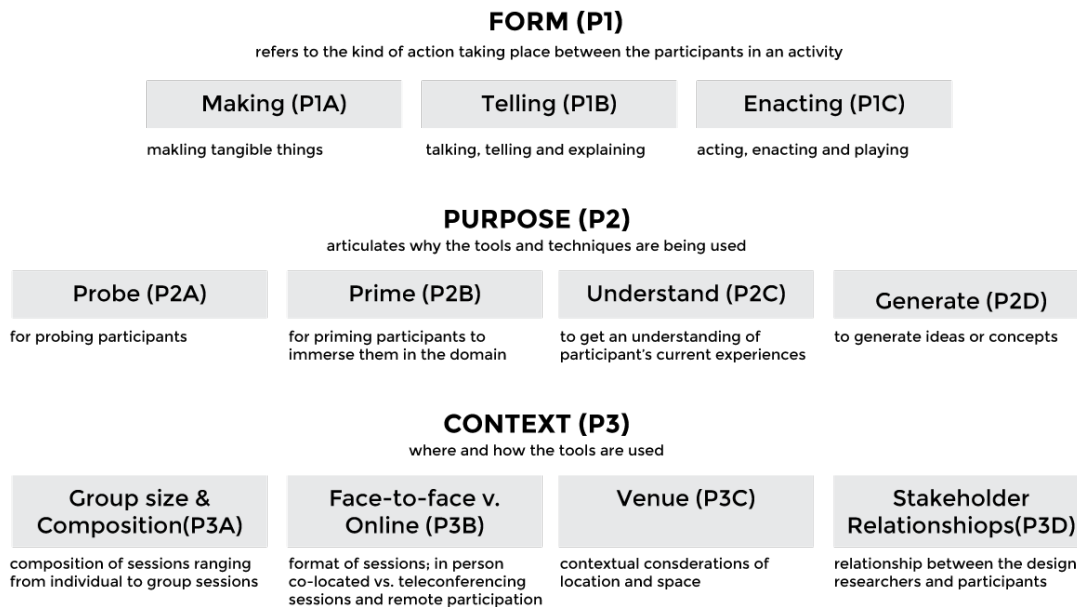 FORM (P1)
refers to the kind of action taking place between the participants in an activity
Making (P1A)
Telling (P1B)
Enacting (P1C)
makling tangible things
talking, telling and explaining
acting, enacting and playing
PURPOSE (P2)
articulates why the tools and techniques are being used
Probe (P2A)
Prime (P2B)
Understand (P2C)
Generate (P2D)
for probing participants
for priming participants to
immerse them in the domain
to get an understanding of
participant's current experiences
to generate ideas or concepts
CONTEXT (P3)
where and how the tools are used
Group size &
Composition(P3A)
Face-to-face v.
Online (P3B)
Venue (P3C)
Stakeholder
Relationshiops(P3D)
composition of sessions ranging
from individual to group sessions
format of sessions; in person
co-located vs. teleconferencing
sessions and remote participation
contextual consderations of
location and space
relationship between the design
researchers and participants